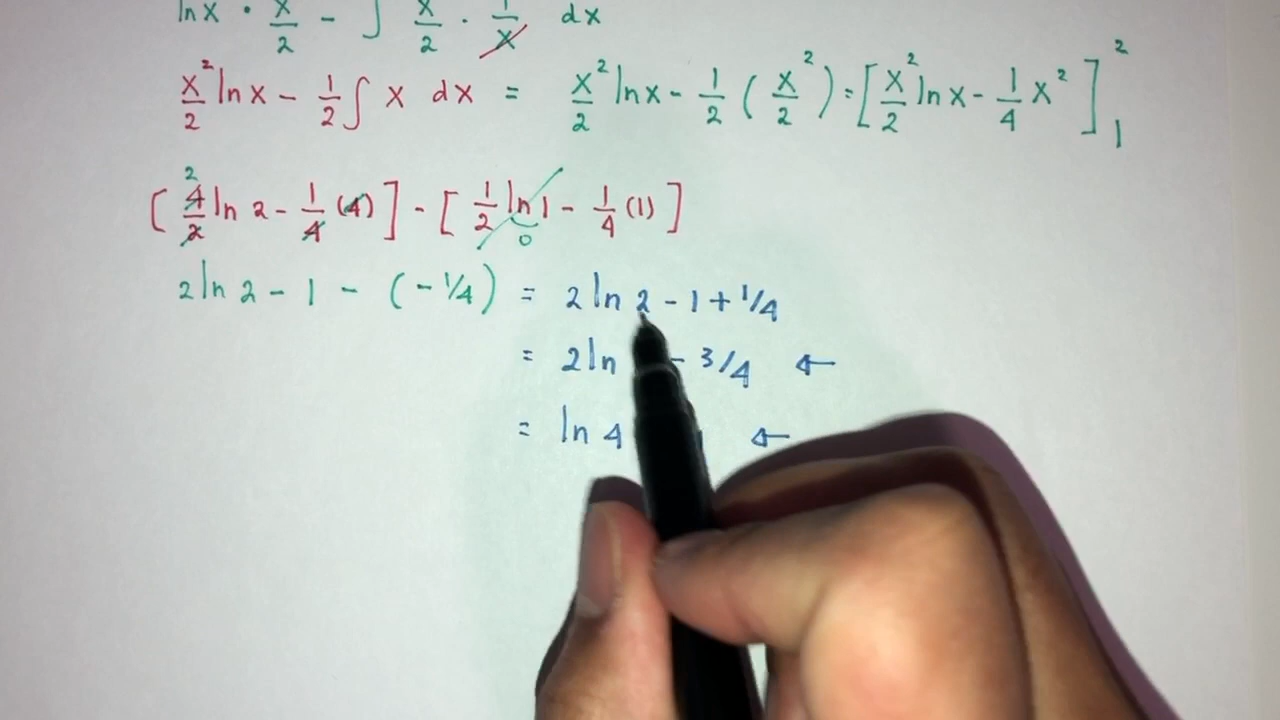 ln x · x/2 - ∫ x/2 · 1/x dx
x²/2 ln x - 1/2 ∫ x dx = x²/2 ln x - 1/2 (x²/2) = [x²/2 ln x - 1/4 x²]₁²
[4/2 ln 2 - 1/4 (4)] - [1/2 ln 1 - 1/4 (1)]
2
0
2 ln 2 - 1 - (-1/4) = 2 ln 2 - 1 + 1/4
= 2 ln - 3/4 ←
= ln 4 ←